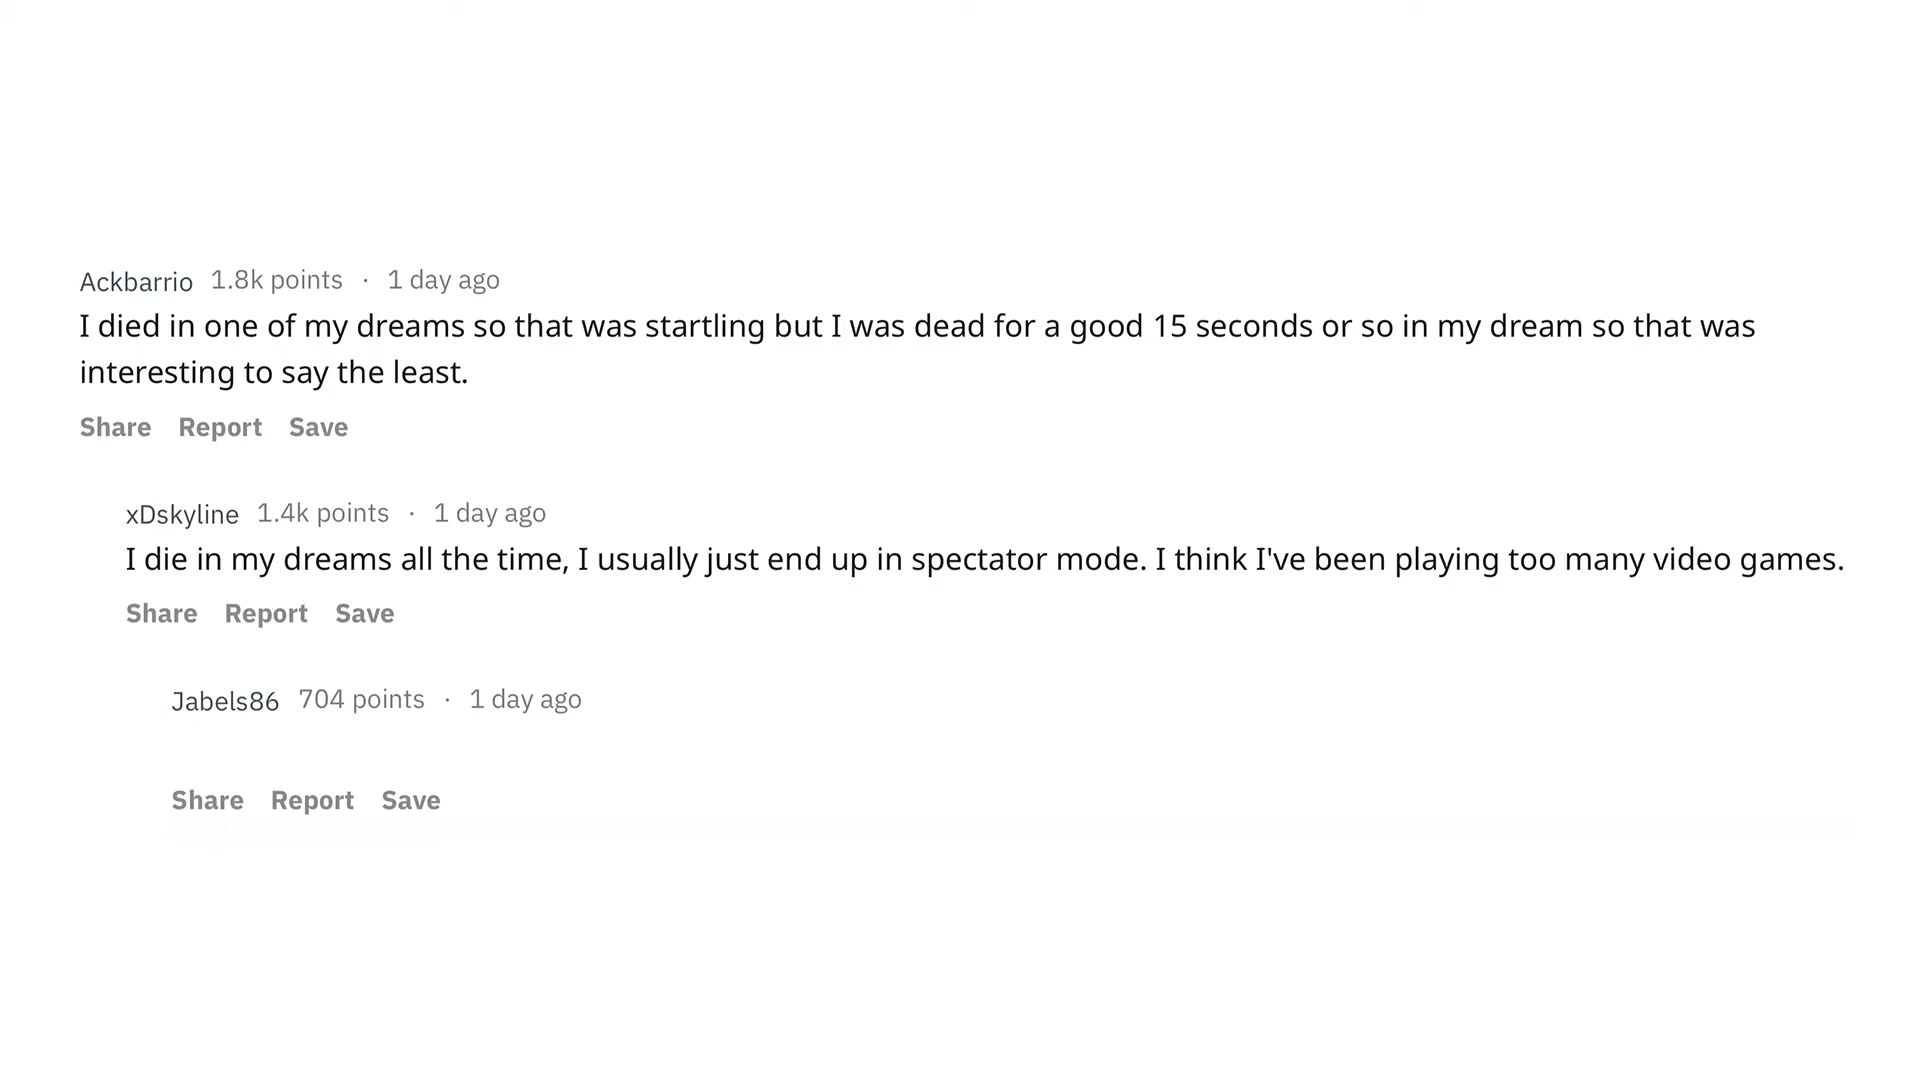 Ackbarrio 1.8k points · 1 day ago
I died in one of my dreams so that was startling but I was dead for a good 15 seconds or so in my dream so that was
interesting to say the least.
Share Report Save
xDskyline 1.4k points · 1 day ago
I die in my dreams all the time, I usually just end up in spectator mode. I think I've been playing too many video games.
Share Report Save
Jabels86 704 points · 1 day ago
Share Report Save